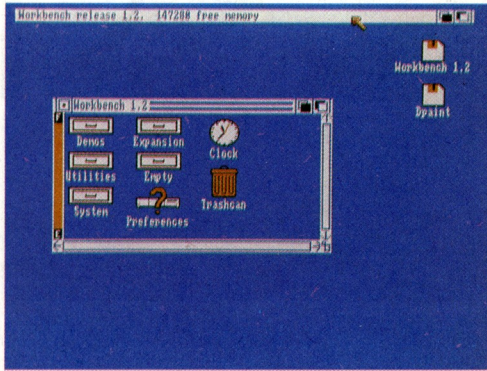 Workbench release 1.2. 147288 free memory
Workbench 1.2
Dpaint
Workbench 1.2
Demos
Expansion
Clock
Utilities
Empty
System
Preferences
Trashcan